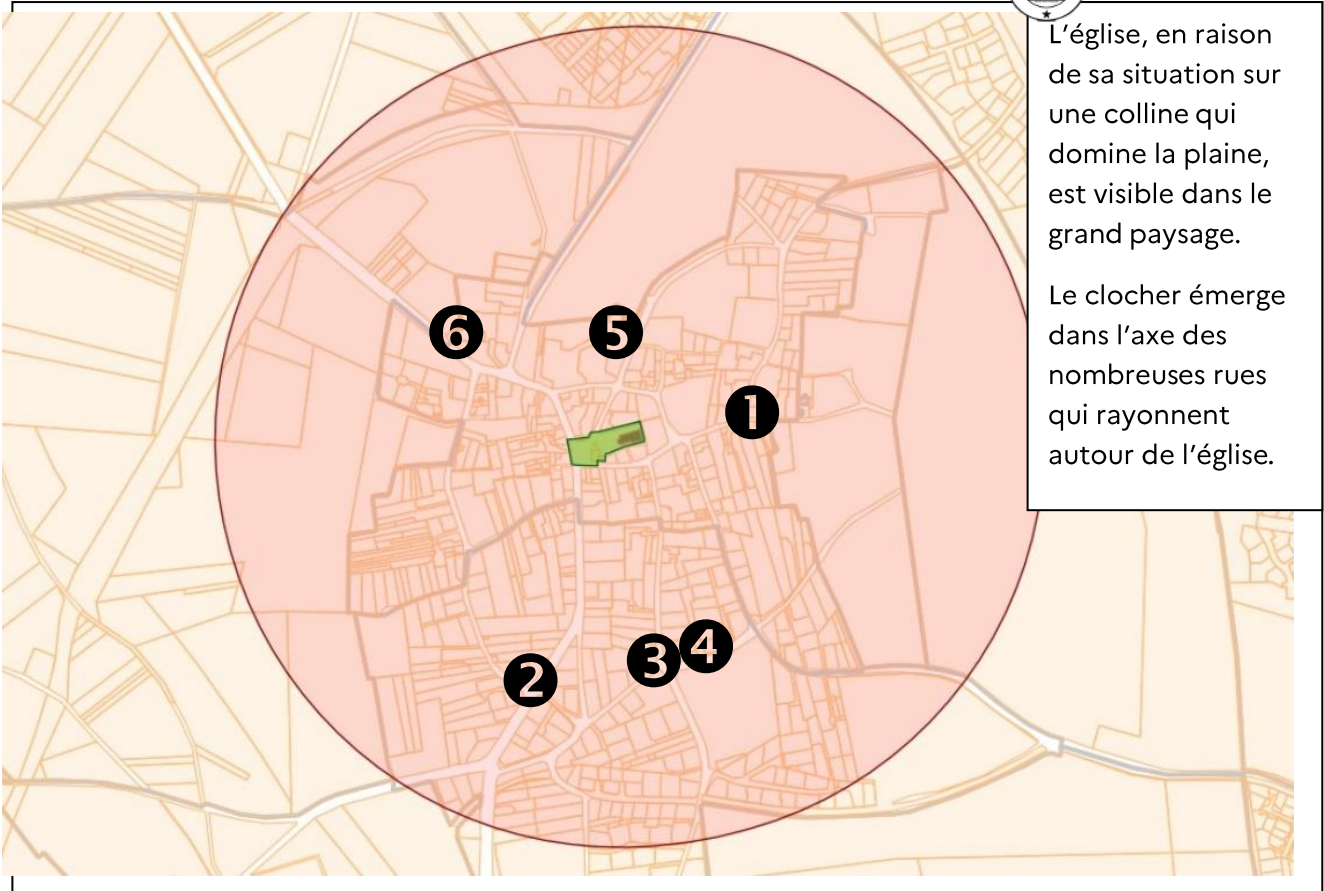 L’église, en raison
de sa situation sur
une colline qui
domine la plaine,
est visible dans le
grand paysage.
Le clocher émerge
dans l’axe des
nombreuses rues
qui rayonnent
autour de l’église.
6
5
1
4
3
2